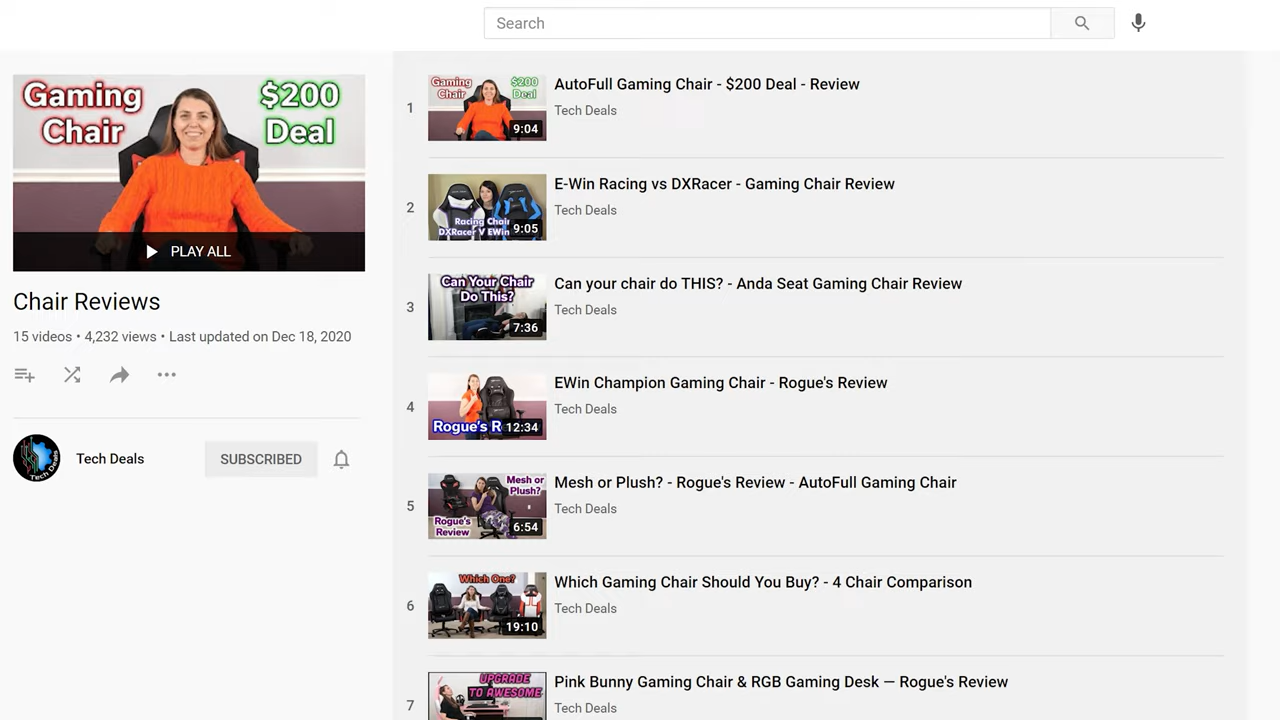 Search
Gaming Chair
$200 Deal
PLAY ALL
Chair Reviews
15 videos • 4,232 views • Last updated on Dec 18, 2020
Tech Deals
SUBSCRIBED
1
Gaming Chair
$200 Deal
9:04
AutoFull Gaming Chair - $200 Deal - Review
Tech Deals
2
Racing Chair
DXRacer V EWin
9:05
E-Win Racing vs DXRacer - Gaming Chair Review
Tech Deals
3
Can Your Chair
Do This?
7:36
Can your chair do THIS? - Anda Seat Gaming Chair Review
Tech Deals
4
Rogue's R
12:34
EWin Champion Gaming Chair - Rogue's Review
Tech Deals
5
Mesh or
Plush?
Rogue's
Review
6:54
Mesh or Plush? - Rogue's Review - AutoFull Gaming Chair
Tech Deals
6
Which One?
19:10
Which Gaming Chair Should You Buy? - 4 Chair Comparison
Tech Deals
7
UPGRADE
TO AWESOME
Pink Bunny Gaming Chair & RGB Gaming Desk — Rogue's Review
Tech Deals